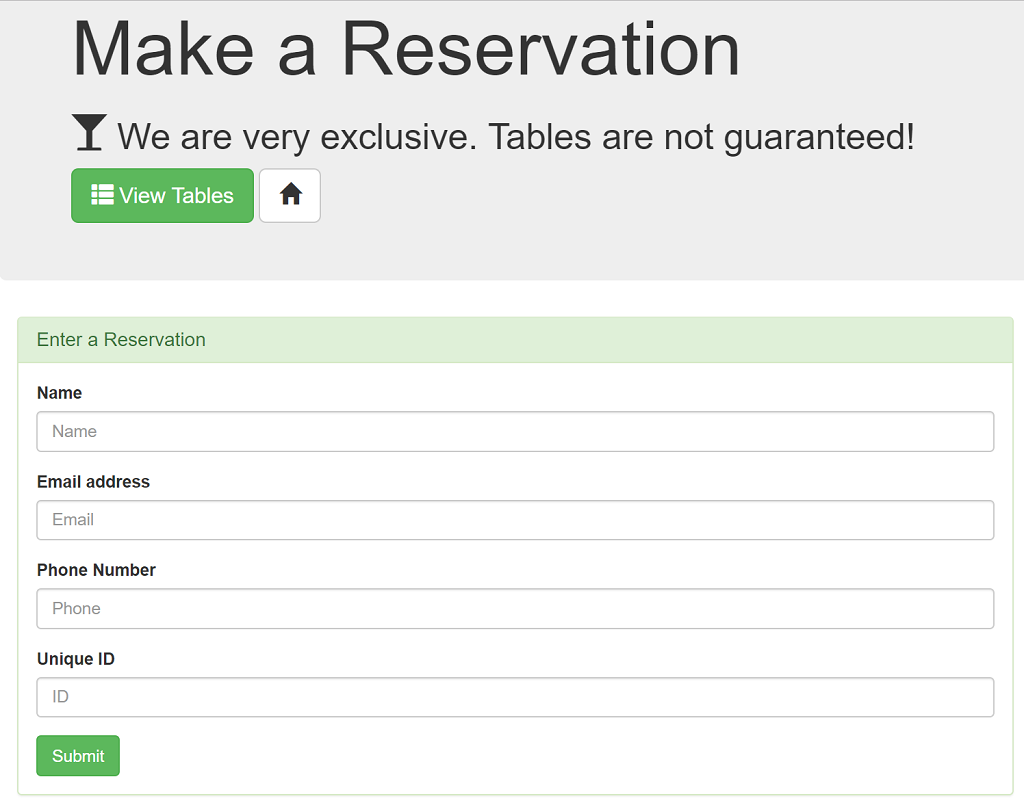 Make a Reservation
We are very exclusive. Tables are not guaranteed!
View Tables
Enter a Reservation
Name
Name
Email address
Email
Phone Number
Phone
Unique ID
ID
Submit